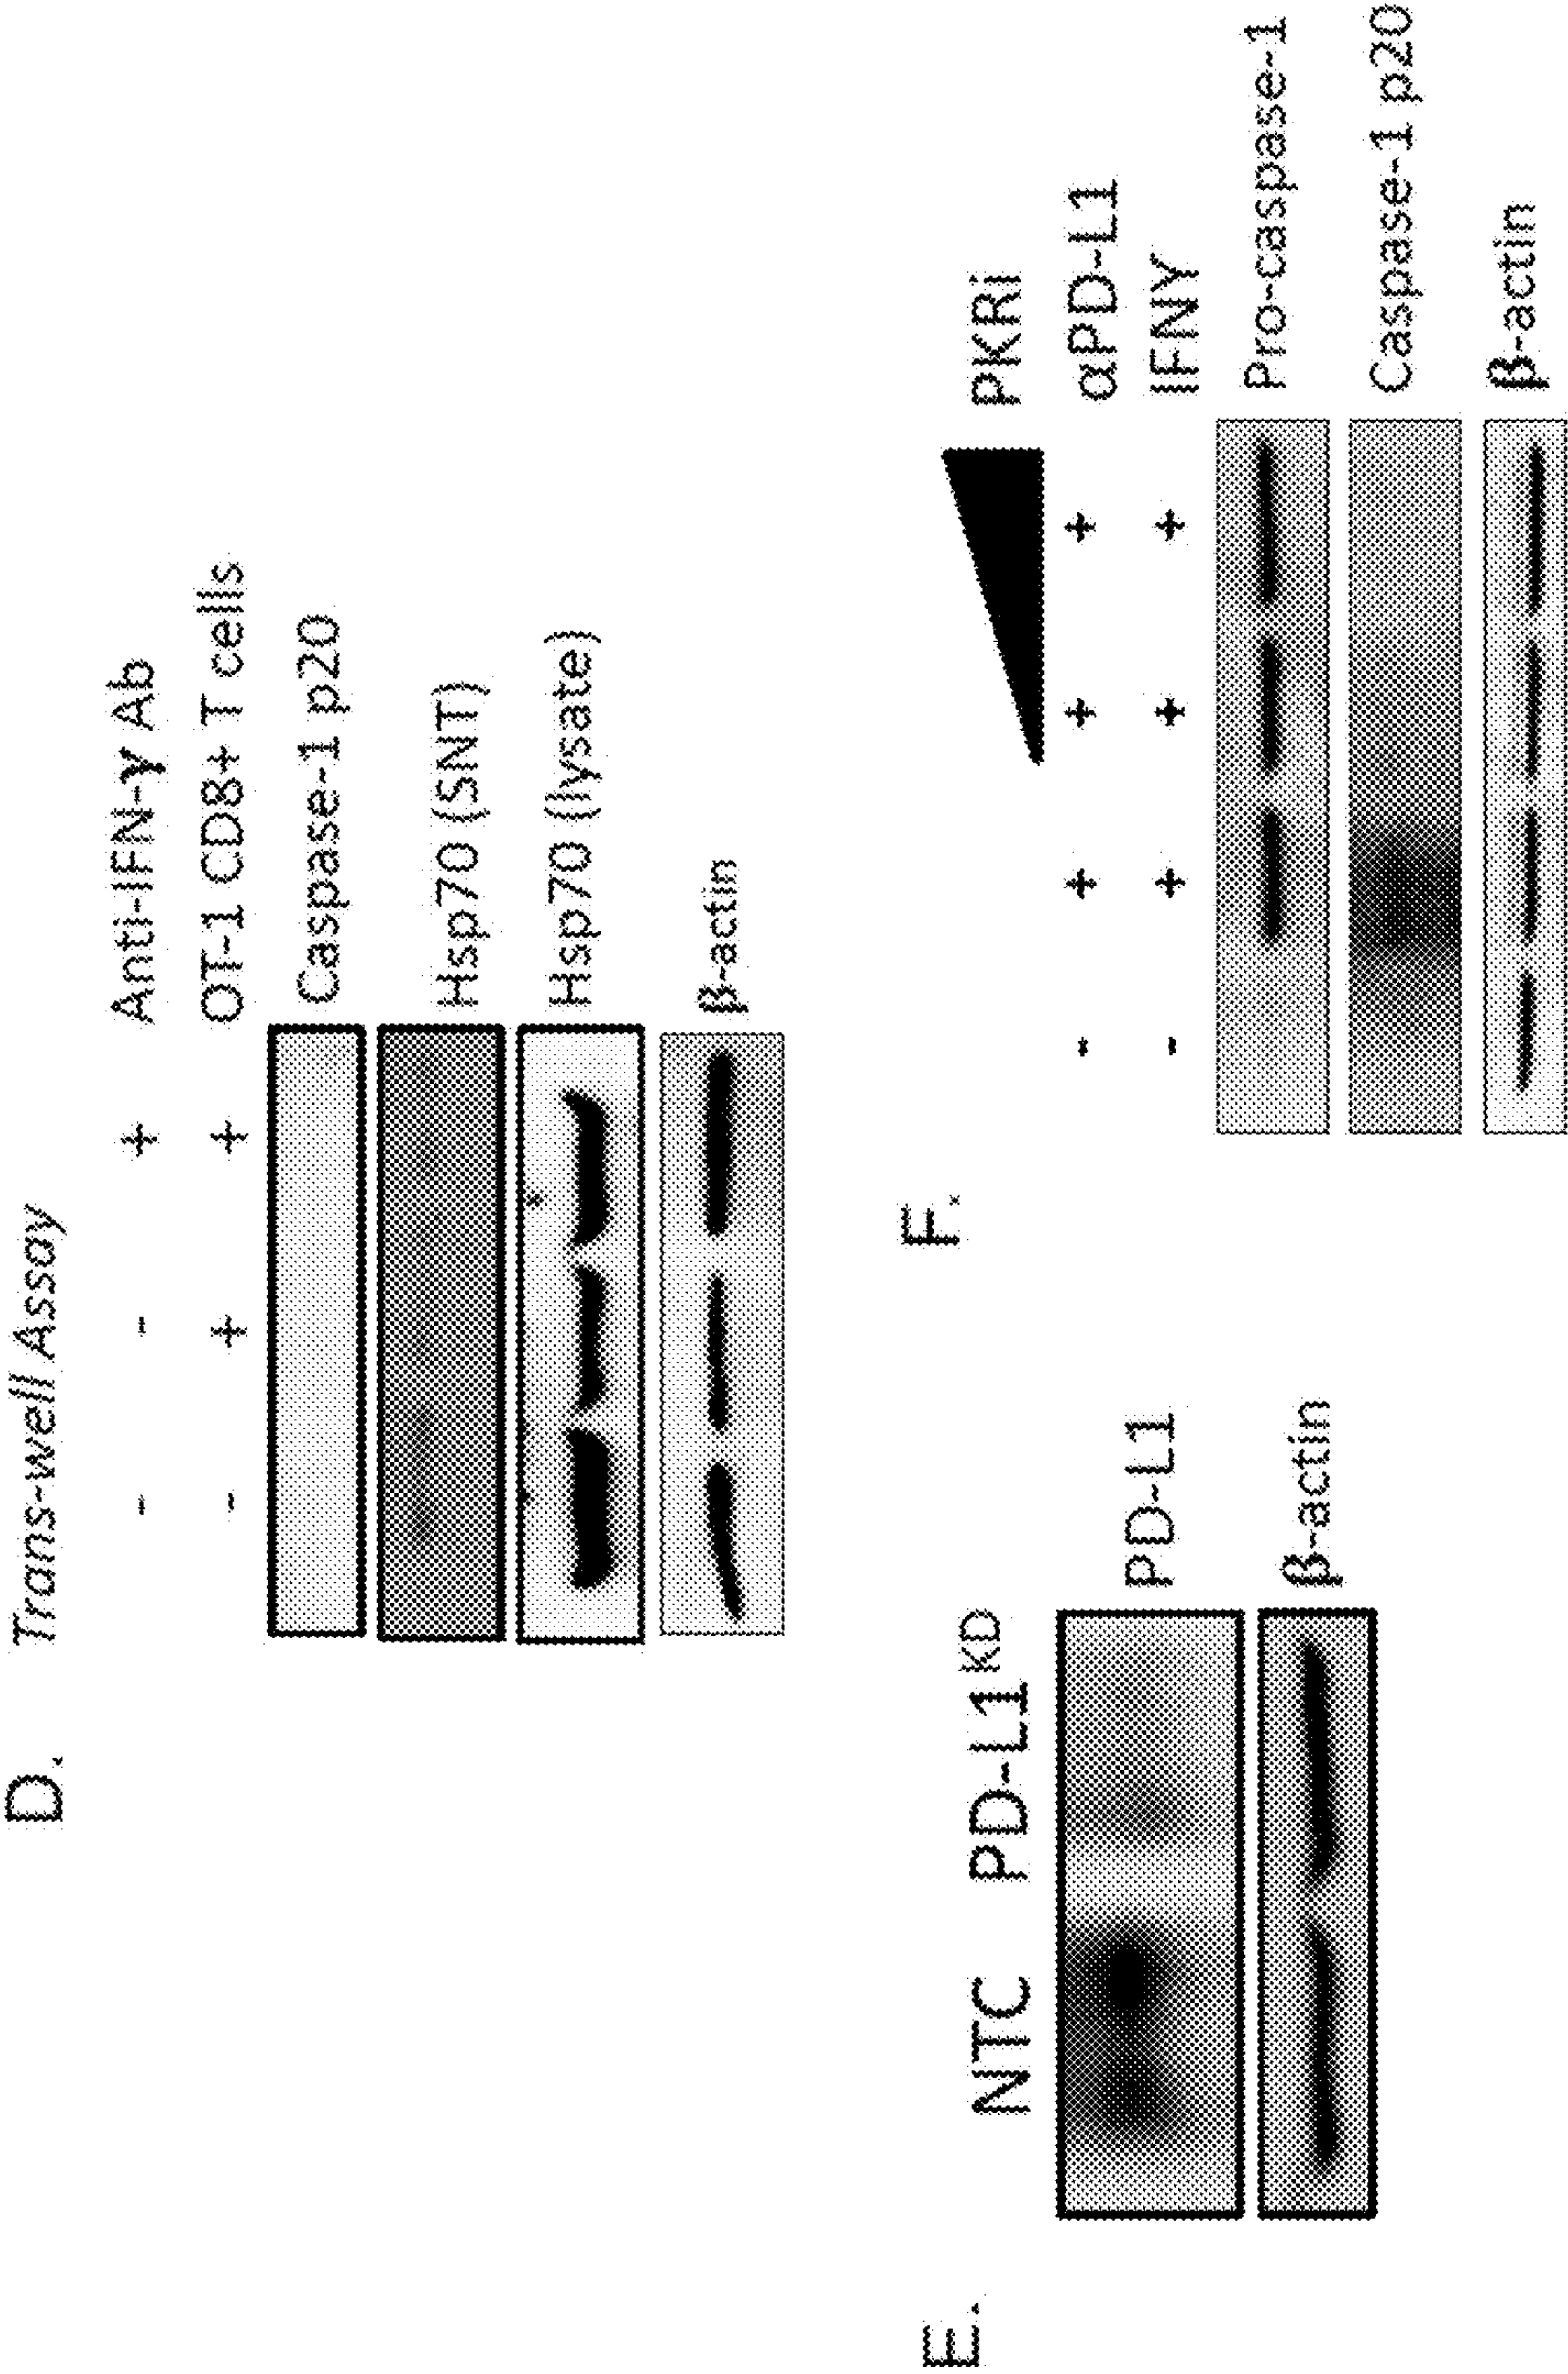 D. Trans-well Assay
- - + Anti-IFN-γ Ab
- + + OT-1 CD8+ T cells
Caspase-1 p20
Hsp70 (SNT)
Hsp70 (lysate)
β-actin
E.
NTC PD-L1KD
PD-L1
β-actin
F.
PKRi
- + + + αPD-L1
- + + + IFNY
Pro-caspase-1
Caspase-1 p20
β-actin